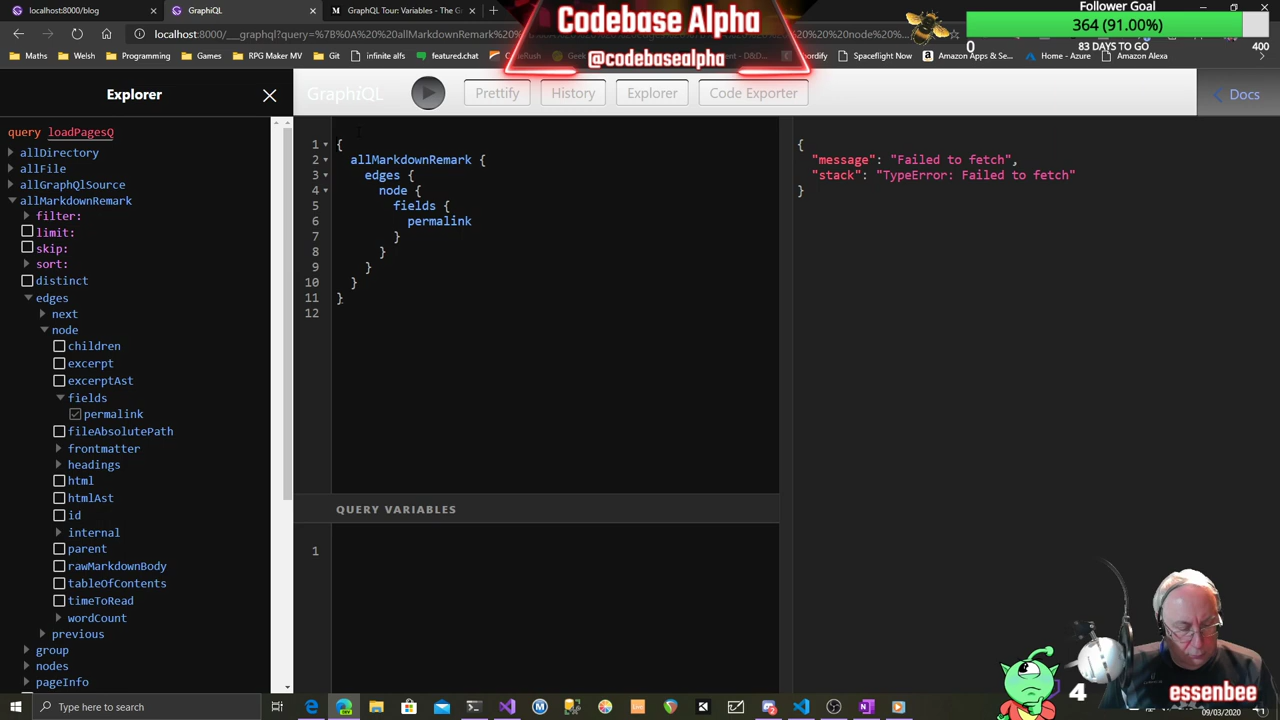 localhost:8000/blog
GraphiQL
GraphQL Tour Variables - The G
Codebase Alpha
@codebasealpha
Follower Goal
364 (91.00%)
0
83 DAYS TO GO
400
localhost:8000/___graphql?query=%7B%0A%20%20allMarkdownRemark%20
20node%20
Programming
Games
RPG Maker MV
Tools
infinite alfs
featureChatty
Spaceflight Now
Amazon Apps & Se...
Home - Azure
Amazon Alexa
Explorer
GraphiQL
Prettify
History
Explorer
Code Exporter
Docs
query loadPagesQ
allDirectory
allFile
allGraphQlSource
allMarkdownRemark
filter:
limit:
skip:
sort:
distinct
edges
next
node
children
excerpt
excerptAst
fields
permalink
fileAbsolutePath
frontmatter
headings
html
htmlAst
id
internal
parent
rawMarkdownBody
tableOfContents
timeToRead
wordCount
previous
group
nodes
pageInfo
1 {
2 allMarkdownRemark {
3 edges {
4 node {
5 fields {
6 permalink
7 }
8 }
9 }
10 }
11 }
12
QUERY VARIABLES
1
{
"message": "Failed to fetch",
"stack": "TypeError: Failed to fetch"
}
4
essenbee
Type here to search
09/03/2020